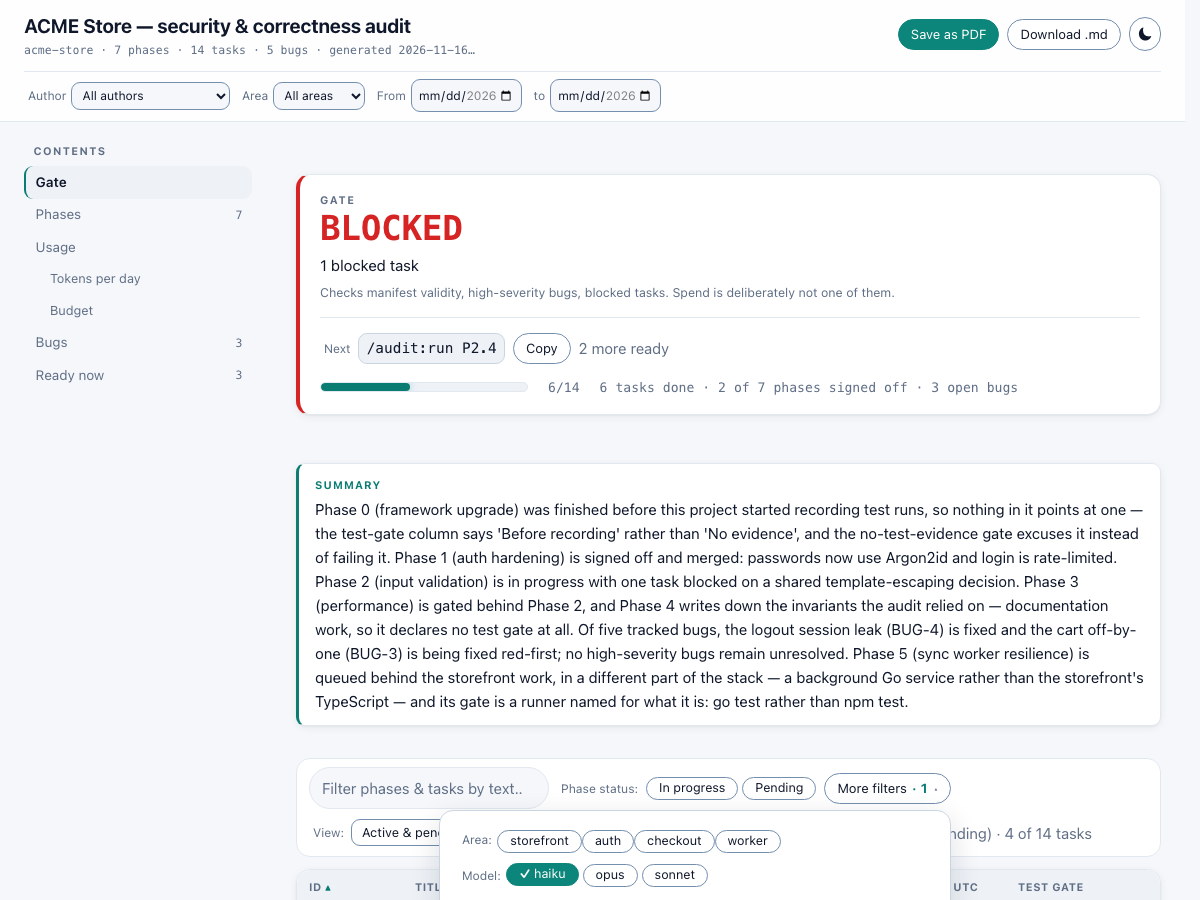 ACME Store — security & correctness audit
acme-store · 7 phases · 14 tasks · 5 bugs · generated 2026-11-16…
Save as PDF
Download .md
Author
All authors
Area
All areas
From
mm/dd/2026
to
mm/dd/2026
CONTENTS
Gate
Phases 7
Usage
Tokens per day
Budget
Bugs 3
Ready now 3
GATE
BLOCKED
1 blocked task
Checks manifest validity, high-severity bugs, blocked tasks. Spend is deliberately not one of them.
Next /audit:run P2.4 Copy 2 more ready
6/14 6 tasks done · 2 of 7 phases signed off · 3 open bugs
SUMMARY
Phase 0 (framework upgrade) was finished before this project started recording test runs, so nothing in it points at one —
the test-gate column says 'Before recording' rather than 'No evidence', and the no-test-evidence gate excuses it instead
of failing it. Phase 1 (auth hardening) is signed off and merged: passwords now use Argon2id and login is rate-limited.
Phase 2 (input validation) is in progress with one task blocked on a shared template-escaping decision. Phase 3
(performance) is gated behind Phase 2, and Phase 4 writes down the invariants the audit relied on — documentation
work, so it declares no test gate at all. Of five tracked bugs, the logout session leak (BUG-4) is fixed and the cart off-by-
one (BUG-3) is being fixed red-first; no high-severity bugs remain unresolved. Phase 5 (sync worker resilience) is
queued behind the storefront work, in a different part of the stack — a background Go service rather than the storefront's
TypeScript — and its gate is a runner named for what it is: go test rather than npm test.
Filter phases & tasks by text..
Phase status: In progress Pending More filters · 1 ·
View: Active & pen
nding) · 4 of 14 tasks
Area: storefront auth checkout worker
Model: ✓ haiku opus sonnet
ID ▲ TITL UTC TEST GATE